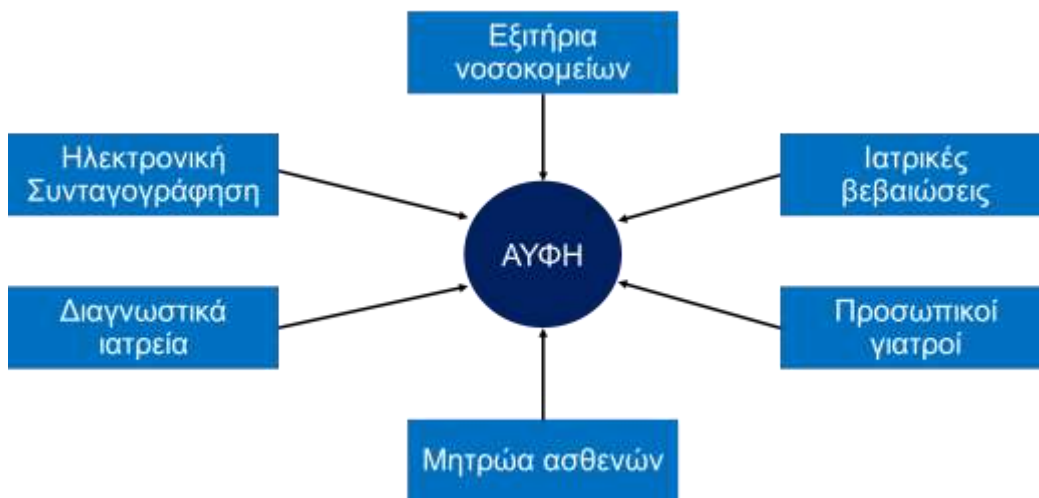 Εξιτήρια
νοσοκομείων
Ηλεκτρονική
Συνταγογράφηση
Ιατρικές
βεβαιώσεις
ΑΥΦΗ
Διαγνωστικά
ιατρεία
Προσωπικοί
γιατροί
Μητρώα ασθενών